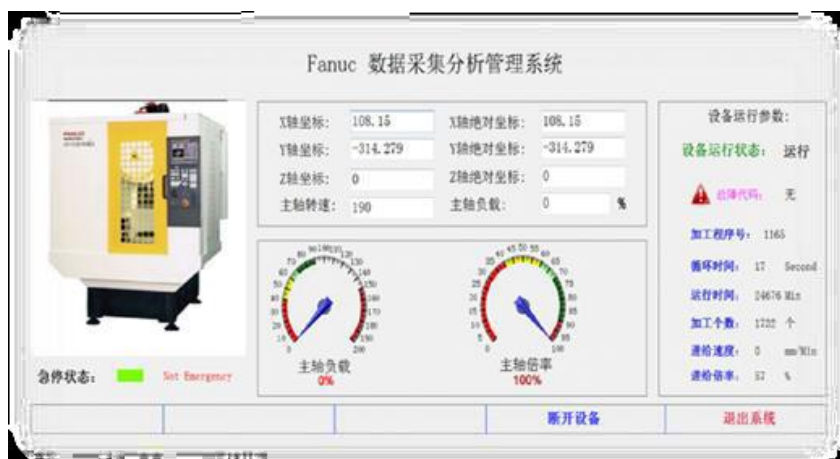 Fanuc 数据采集分析管理系统
X轴坐标: 108.15 X轴绝对坐标: 108.15
Y轴坐标: -314.279 Y轴绝对坐标: -314.279
Z轴坐标: 0 Z轴绝对坐标: 0
主轴转速: 190 主轴负载: 0 %
主轴负载
0%
主轴倍率
100%
急停状态: Not Emergency
设备运行参数:
设备运行状态: 运行
故障代码: 无
加工程序号: 1165
循环时间: 17 Second
运行时间: 24676 Min
加工个数: 1722 个
进给速度: 0 mm/Min
进给倍率: 57 %
断开设备 退出系统